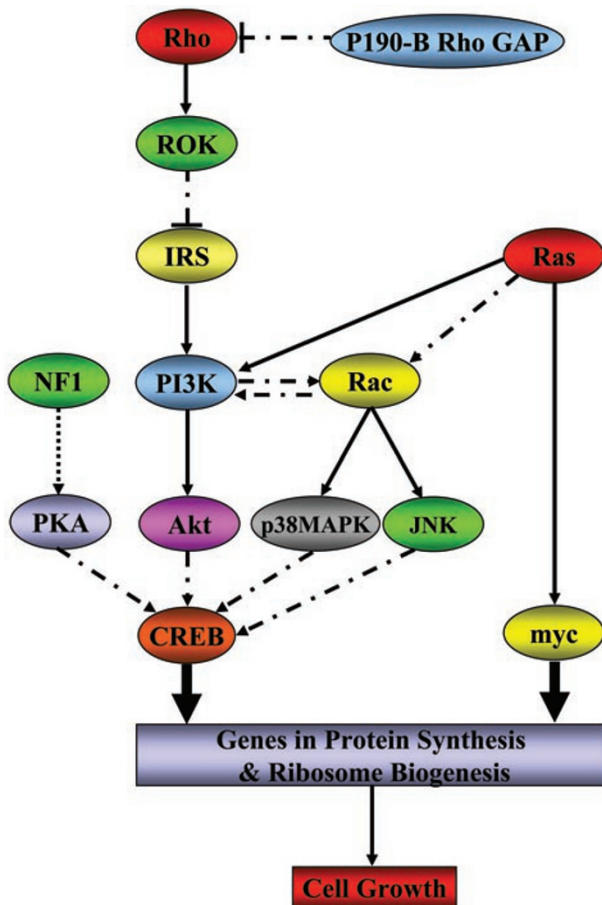 Rho
P190-B Rho GAP
ROK
IRS
Ras
NF1
PI3K
Rac
PKA
Akt
p38MAPK
JNK
CREB
myc
Genes in Protein Synthesis
& Ribosome Biogenesis
Cell Growth